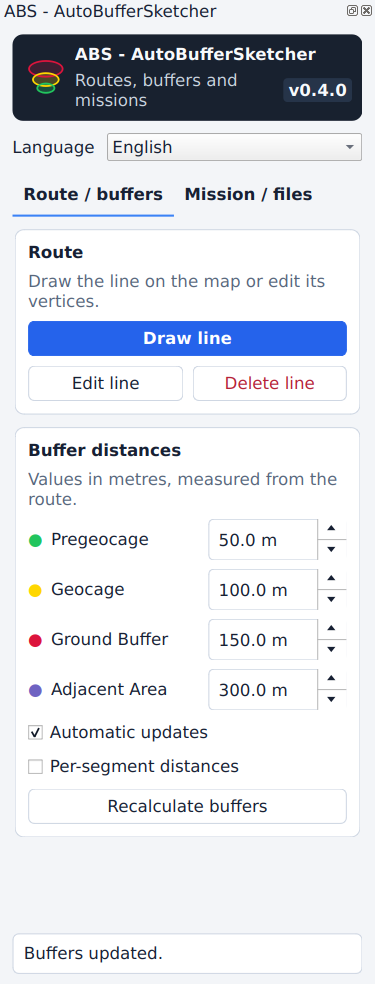 ABS - AutoBufferSketcher
ABS - AutoBufferSketcher
Routes, buffers and
missions
v0.4.0
Language
English
Route / buffers
Mission / files
Route
Draw the line on the map or edit its
vertices.
Draw line
Edit line
Delete line
Buffer distances
Values in metres, measured from the
route.
Pregeocage
50.0 m
Geocage
100.0 m
Ground Buffer
150.0 m
Adjacent Area
300.0 m
Automatic updates
Per-segment distances
Recalculate buffers
Buffers updated.